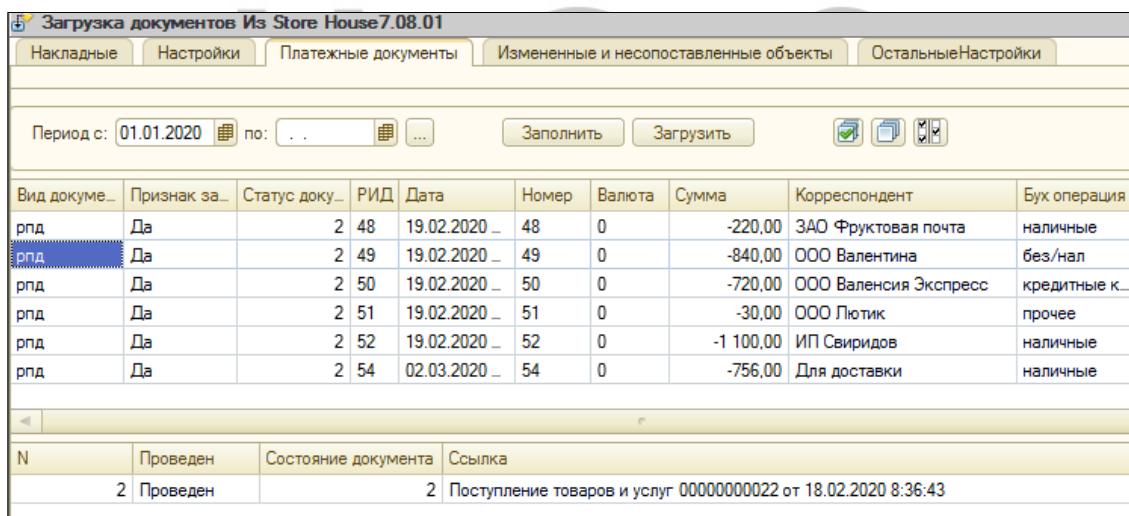 Загрузка документов Из Store House7.08.01
Накладные Настройки Платежные документы Измененные и несопоставленные объекты ОстальныеНастройки
Период с: 01.01.2020 по: . . ... Заполнить Загрузить
Вид докуме... Признак за... Статус доку... РИД Дата Номер Валюта Сумма Корреспондент Бух операция
рпд Да 2 48 19.02.2020 ... 48 0 -220,00 ЗАО Фруктовая почта наличные
рпд Да 2 49 19.02.2020 ... 49 0 -840,00 ООО Валентина без/нал
рпд Да 2 50 19.02.2020 ... 50 0 -720,00 ООО Валенсия Экспресс кредитные к...
рпд Да 2 51 19.02.2020 ... 51 0 -30,00 ООО Лютик прочее
рпд Да 2 52 19.02.2020 ... 52 0 -1 100,00 ИП Свиридов наличные
рпд Да 2 54 02.03.2020 ... 54 0 -756,00 Для доставки наличные
N Проведен Состояние документа Ссылка
2 Проведен 2 Поступление товаров и услуг 00000000022 от 18.02.2020 8:36:43